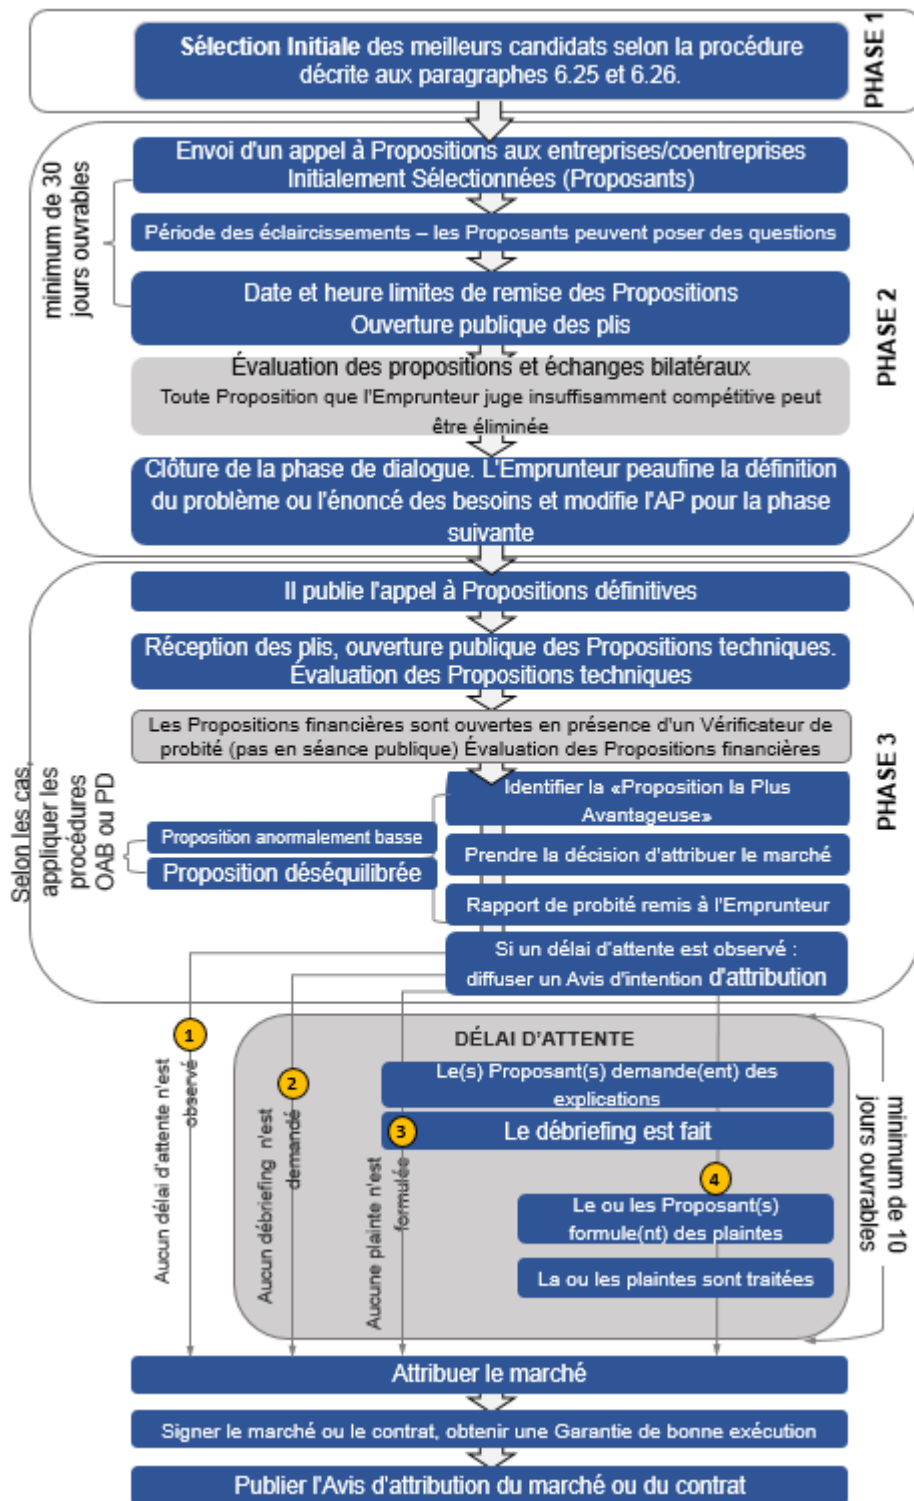 Sélection Initiale des meilleurs candidats selon la procédure
décrite aux paragraphes 6.25 et 6.26.
PHASE 1
Envoi d'un appel à Propositions aux entreprises/coentreprises
Initialement Sélectionnées (Proposants)
minimum de 30
jours ouvrables
Période des éclaircissements – les Proposants peuvent poser des questions
Date et heure limites de remise des Propositions
Ouverture publique des plis
PHASE 2
Évaluation des propositions et échanges bilatéraux
Toute Proposition que l'Emprunteur juge insuffisamment compétitive peut
être éliminée
Clôture de la phase de dialogue. L'Emprunteur peaufine la définition
du problème ou l'énoncé des besoins et modifie l'AP pour la phase
suivante
Il publie l'appel à Propositions définitives
Réception des plis, ouverture publique des Propositions techniques.
Évaluation des Propositions techniques
Les Propositions financières sont ouvertes en présence d'un Vérificateur de
probité (pas en séance publique) Évaluation des Propositions financières
PHASE 3
Selon les cas,
appliquer les
procédures
OAB ou PD
Proposition anormalement basse
Proposition déséquilibrée
Identifier la «Proposition la Plus
Avantageuse»
Prendre la décision d'attribuer le marché
Rapport de probité remis à l'Emprunteur
Si un délai d'attente est observé :
diffuser un Avis d'intention d'attribution
1
Aucun délai d'attente n'est
observé
DÉLAI D'ATTENTE
2
Aucun débriefing n'est
demandé
Le(s) Proposant(s) demande(ent) des
explications
3
Le débriefing est fait
Aucune plainte n'est
formulée
4
Le ou les Proposant(s)
formule(nt) des plaintes
La ou les plaintes sont traitées
minimum de 10
jours ouvrables
Attribuer le marché
Signer le marché ou le contrat, obtenir une Garantie de bonne exécution
Publier l'Avis d'attribution du marché ou du contrat